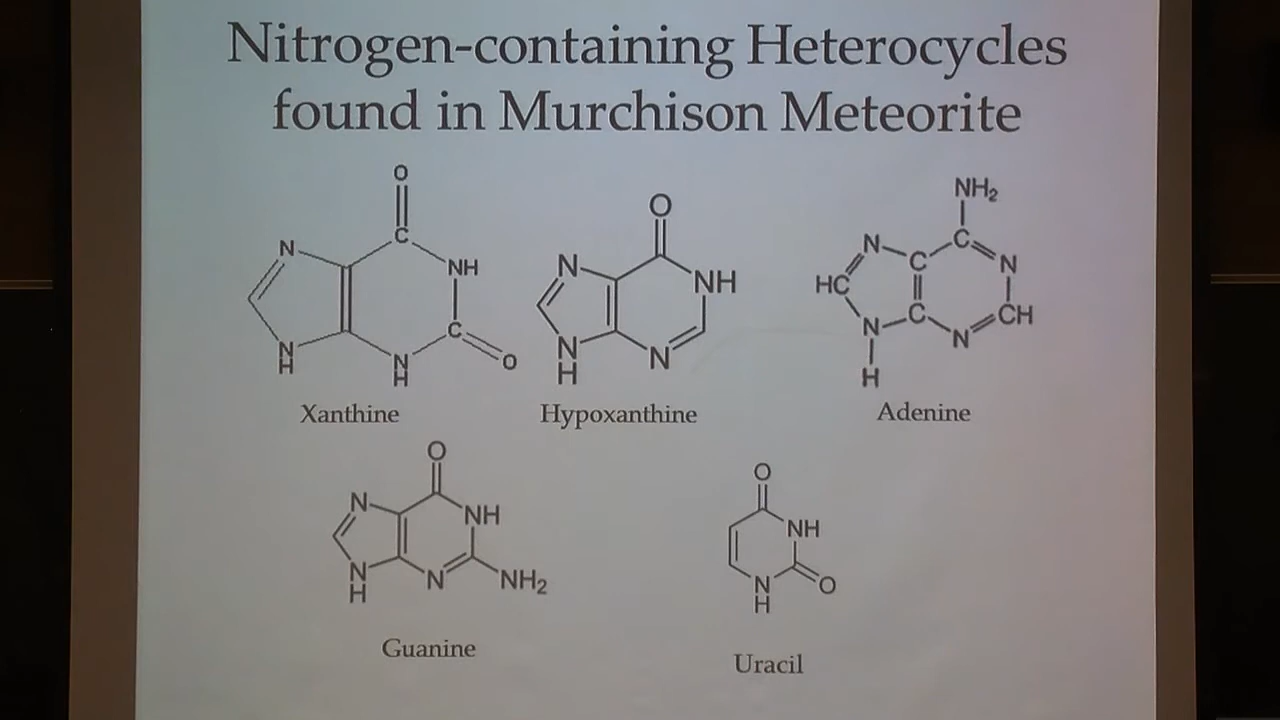 Nitrogen-containing Heterocycles
found in Murchison Meteorite
O
C
N
NH
C
N
H
N
H
O
Xanthine
O
N
NH
N
H
N
Hypoxanthine
NH₂
N
C
C
N
HC
C
CH
N
N
H
Adenine
O
N
NH
N
H
N
NH₂
Guanine
O
NH
N
H
O
Uracil